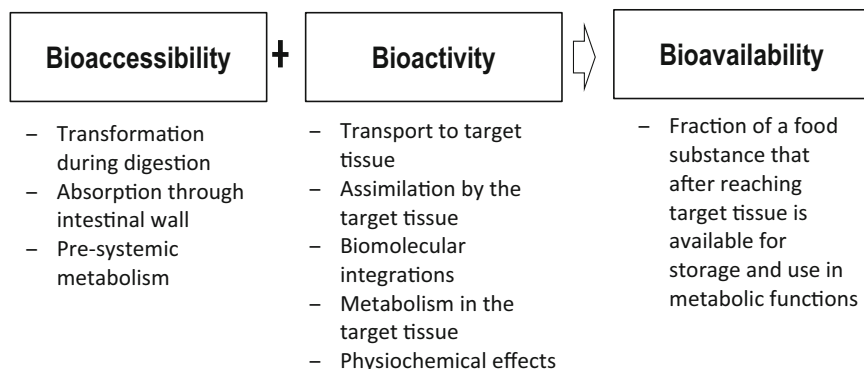 Bioaccessibility
+
Bioactivity
Bioavailability
– Transformation
during digestion
– Absorption through
intestinal wall
– Pre-systemic
metabolism
– Transport to target
tissue
– Assimilation by the
target tissue
– Biomolecular
integrations
– Metabolism in the
target tissue
– Physiochemical effects
– Fraction of a food
substance that
after reaching
target tissue is
available for
storage and use in
metabolic functions